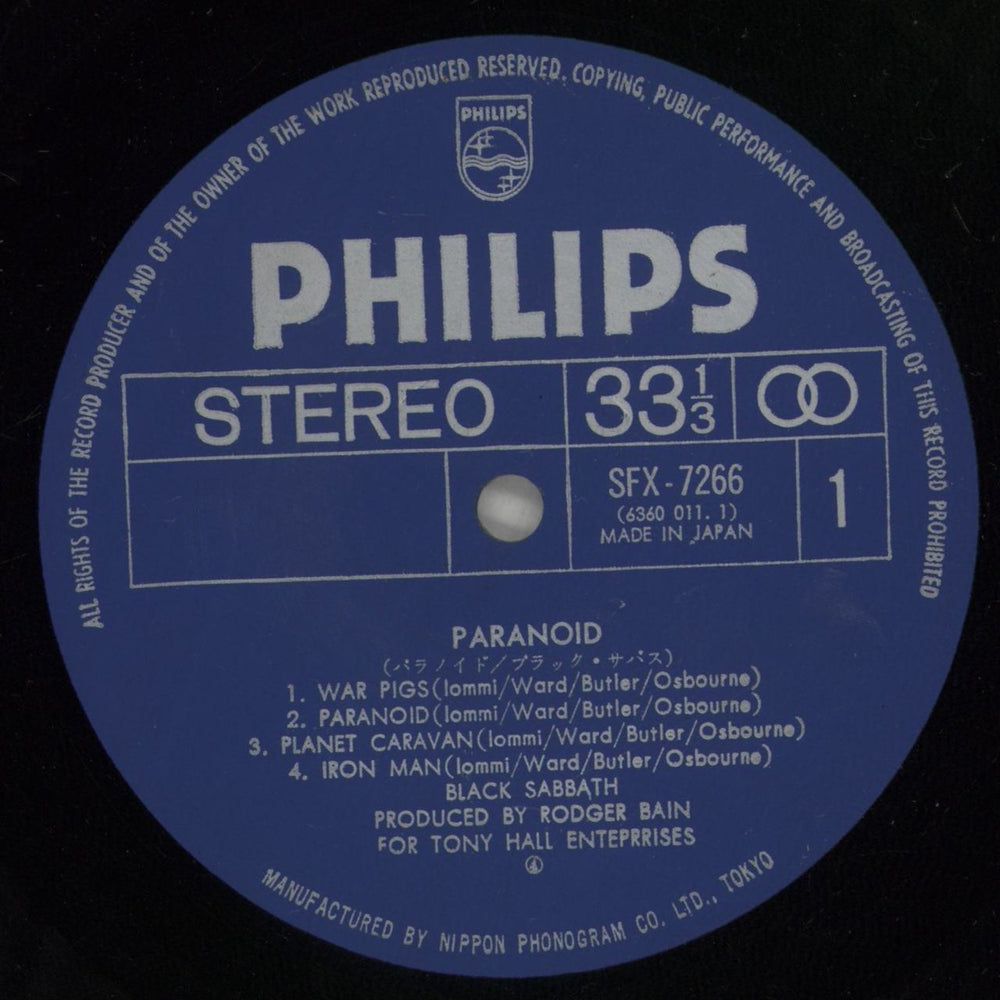 ALL RIGHTS OF THE RECORD PRODUCER AND OF THE OWNER OF THE WORK REPRODUCED RESERVED. COPYING, PUBLIC PERFORMANCE AND BROADCASTING OF THIS RECORD PROHIBITED
PHILIPS
PHILIPS
STEREO 33 1/3
SFX-7266 1
(6360 011. 1)
MADE IN JAPAN
PARANOID
(パラノイド/ブラック・サバス)
1. WAR PIGS(Iommi/Ward/Butler/Osbourne)
2. PARANOID(Iommi/Ward/Butler/Osbourne)
3. PLANET CARAVAN(Iommi/Ward/Butler/Osbourne)
4. IRON MAN(Iommi/Ward/Butler/Osbourne)
BLACK SABBATH
PRODUCED BY RODGER BAIN
FOR TONY HALL ENTEPRRISES
MANUFACTURED BY NIPPON PHONOGRAM CO. LTD., TOKYO